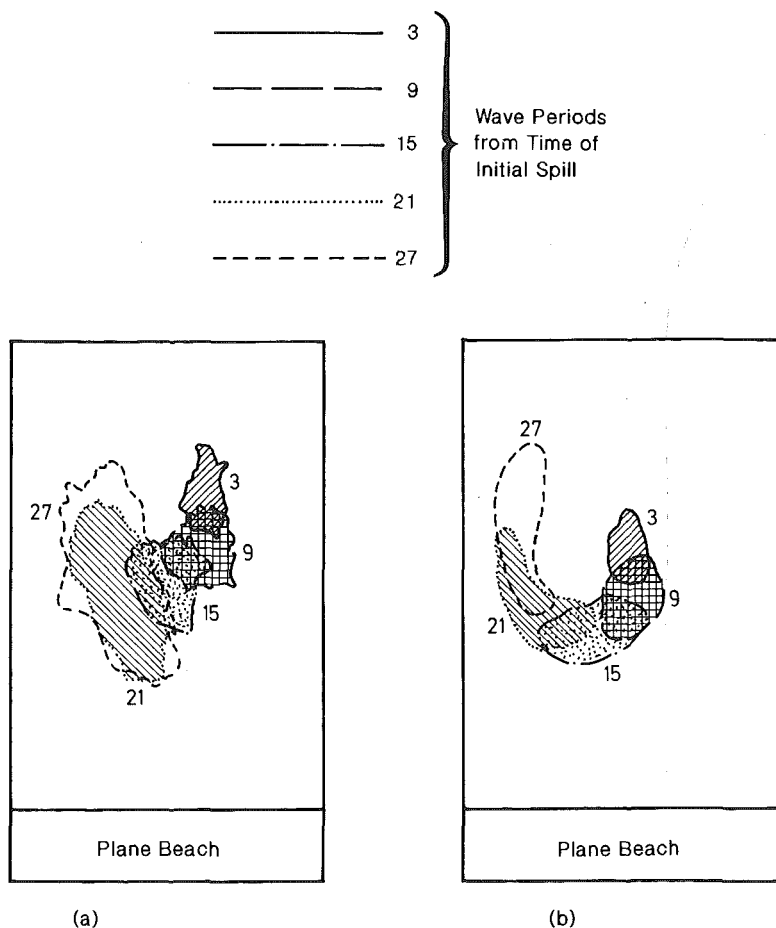 3
9
15
21
27
Wave Periods
from Time of
Initial Spill
27
3
9
15
21
Plane Beach
(a)
27
3
9
21
15
Plane Beach
(b)